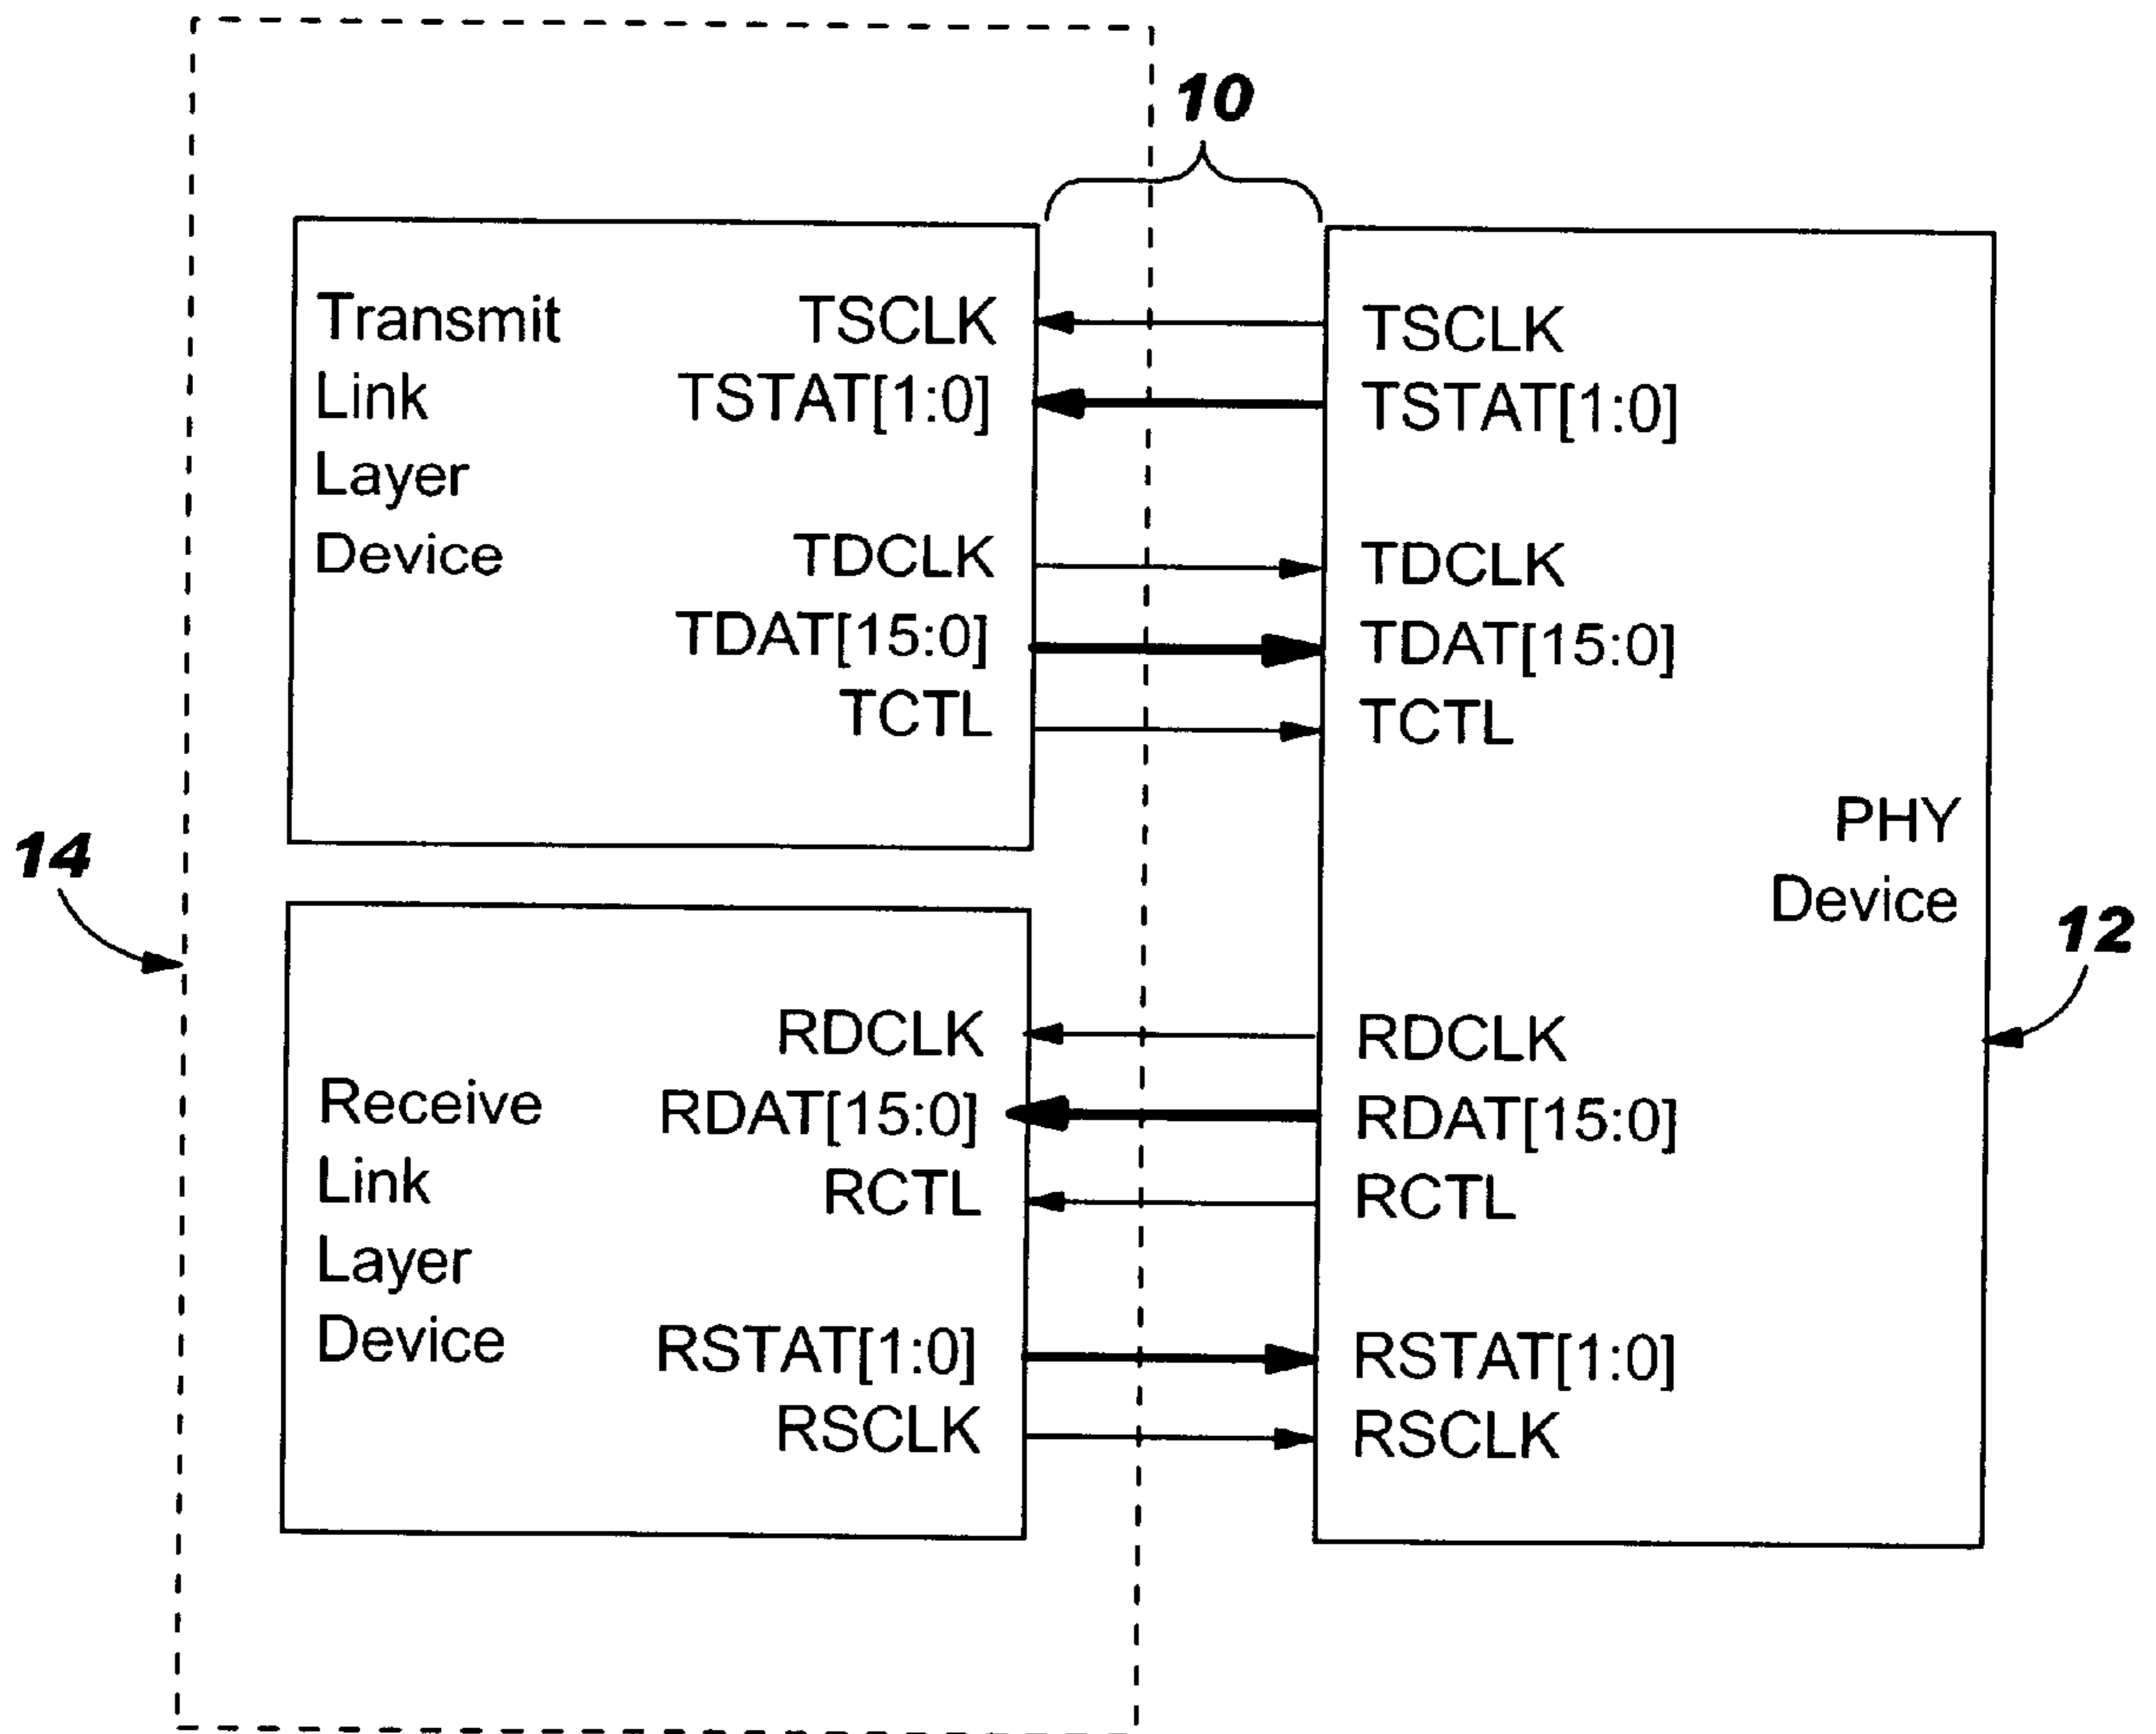 10
Transmit
Link
Layer
Device
TSCLK
TSTAT[1:0]
TDCLK
TDAT[15:0]
TCTL
TSCLK
TSTAT[1:0]
TDCLK
TDAT[15:0]
TCTL
PHY
Device
14
12
Receive
Link
Layer
Device
RDCLK
RDAT[15:0]
RCTL
RSTAT[1:0]
RSCLK
RDCLK
RDAT[15:0]
RCTL
RSTAT[1:0]
RSCLK